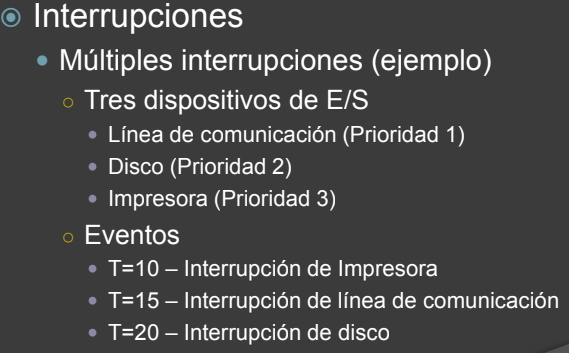 Interrupciones
Múltiples interrupciones (ejemplo)
Tres dispositivos de E/S
Línea de comunicación (Prioridad 1)
Disco (Prioridad 2)
Impresora (Prioridad 3)
Eventos
T=10 – Interrupción de Impresora
T=15 – Interrupción de línea de comunicación
T=20 – Interrupción de disco